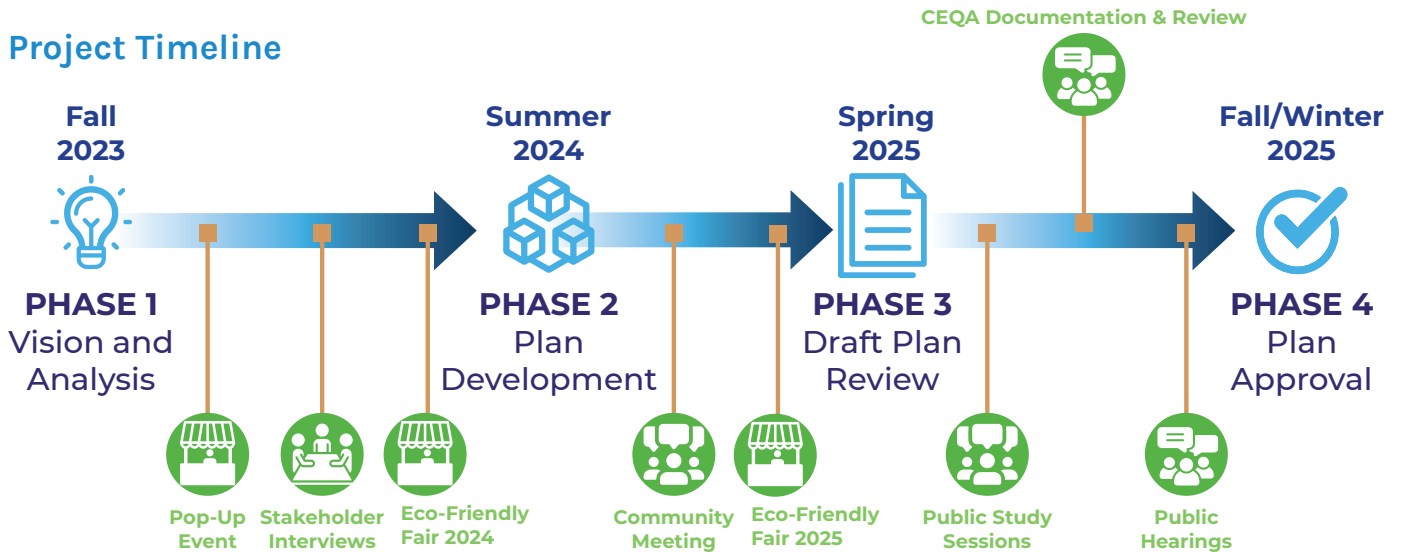 CEQA Documentation & Review
Project Timeline
Fall
2023
Summer
2024
Spring
2025
Fall/Winter
2025
PHASE 1
Vision and
Analysis
PHASE 2
Plan
Development
PHASE 3
Draft Plan
Review
PHASE 4
Plan
Approval
Pop-Up
Event
Stakeholder
Interviews
Eco-Friendly
Fair 2024
Community
Meeting
Eco-Friendly
Fair 2025
Public Study
Sessions
Public
Hearings